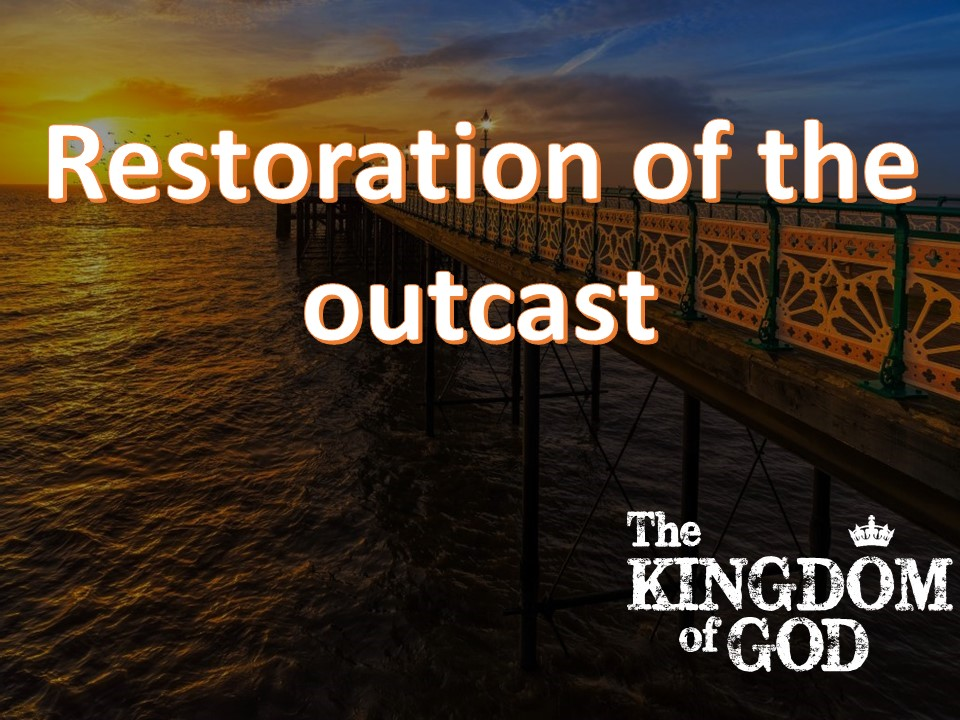 Restoration of the
outcast
The
KINGDOM
of GOD